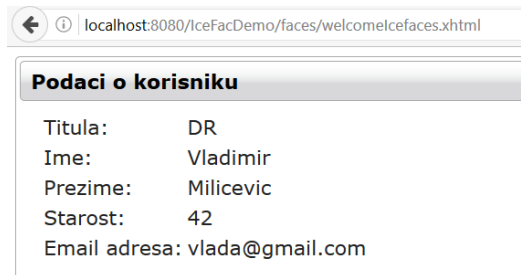 localhost:8080/IceFacDemo/faces/welcomeIcefaces.xhtml
Podaci o korisniku
Titula: DR
Ime: Vladimir
Prezime: Milicevic
Starost: 42
Email adresa: vlada@gmail.com